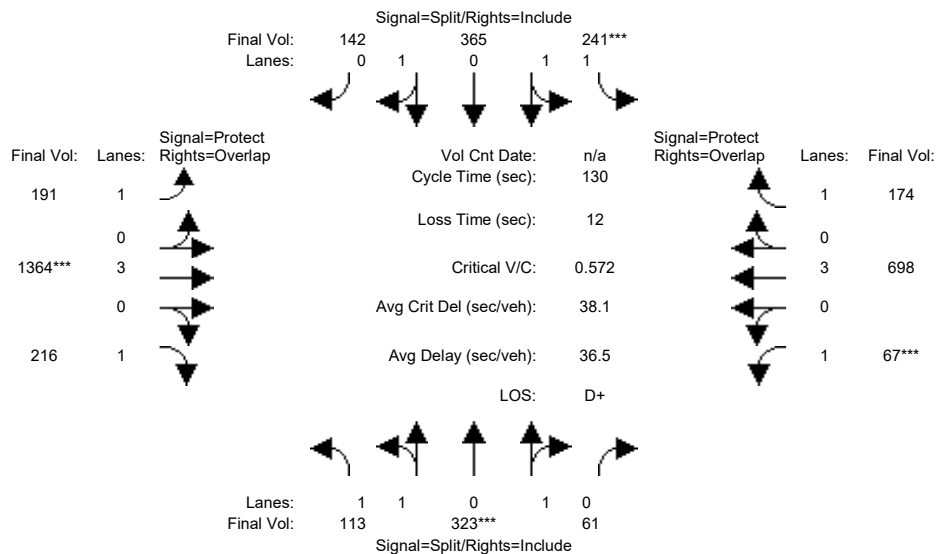 Signal=Split/Rights=Include
Final Vol: 142 365 241***
Lanes: 0 1 0 1 1
Signal=Protect Signal=Protect
Final Vol: Lanes: Rights=Overlap Vol Cnt Date: n/a Rights=Overlap Lanes: Final Vol:
Cycle Time (sec): 130
191 1 1 174
Loss Time (sec): 12
0 0
1364*** 3 Critical V/C: 0.572 3 698
0 Avg Crit Del (sec/veh): 38.1 0
216 1 Avg Delay (sec/veh): 36.5 1 67***
LOS: D+
Lanes: 1 1 0 1 0
Final Vol: 113 323*** 61
Signal=Split/Rights=Include